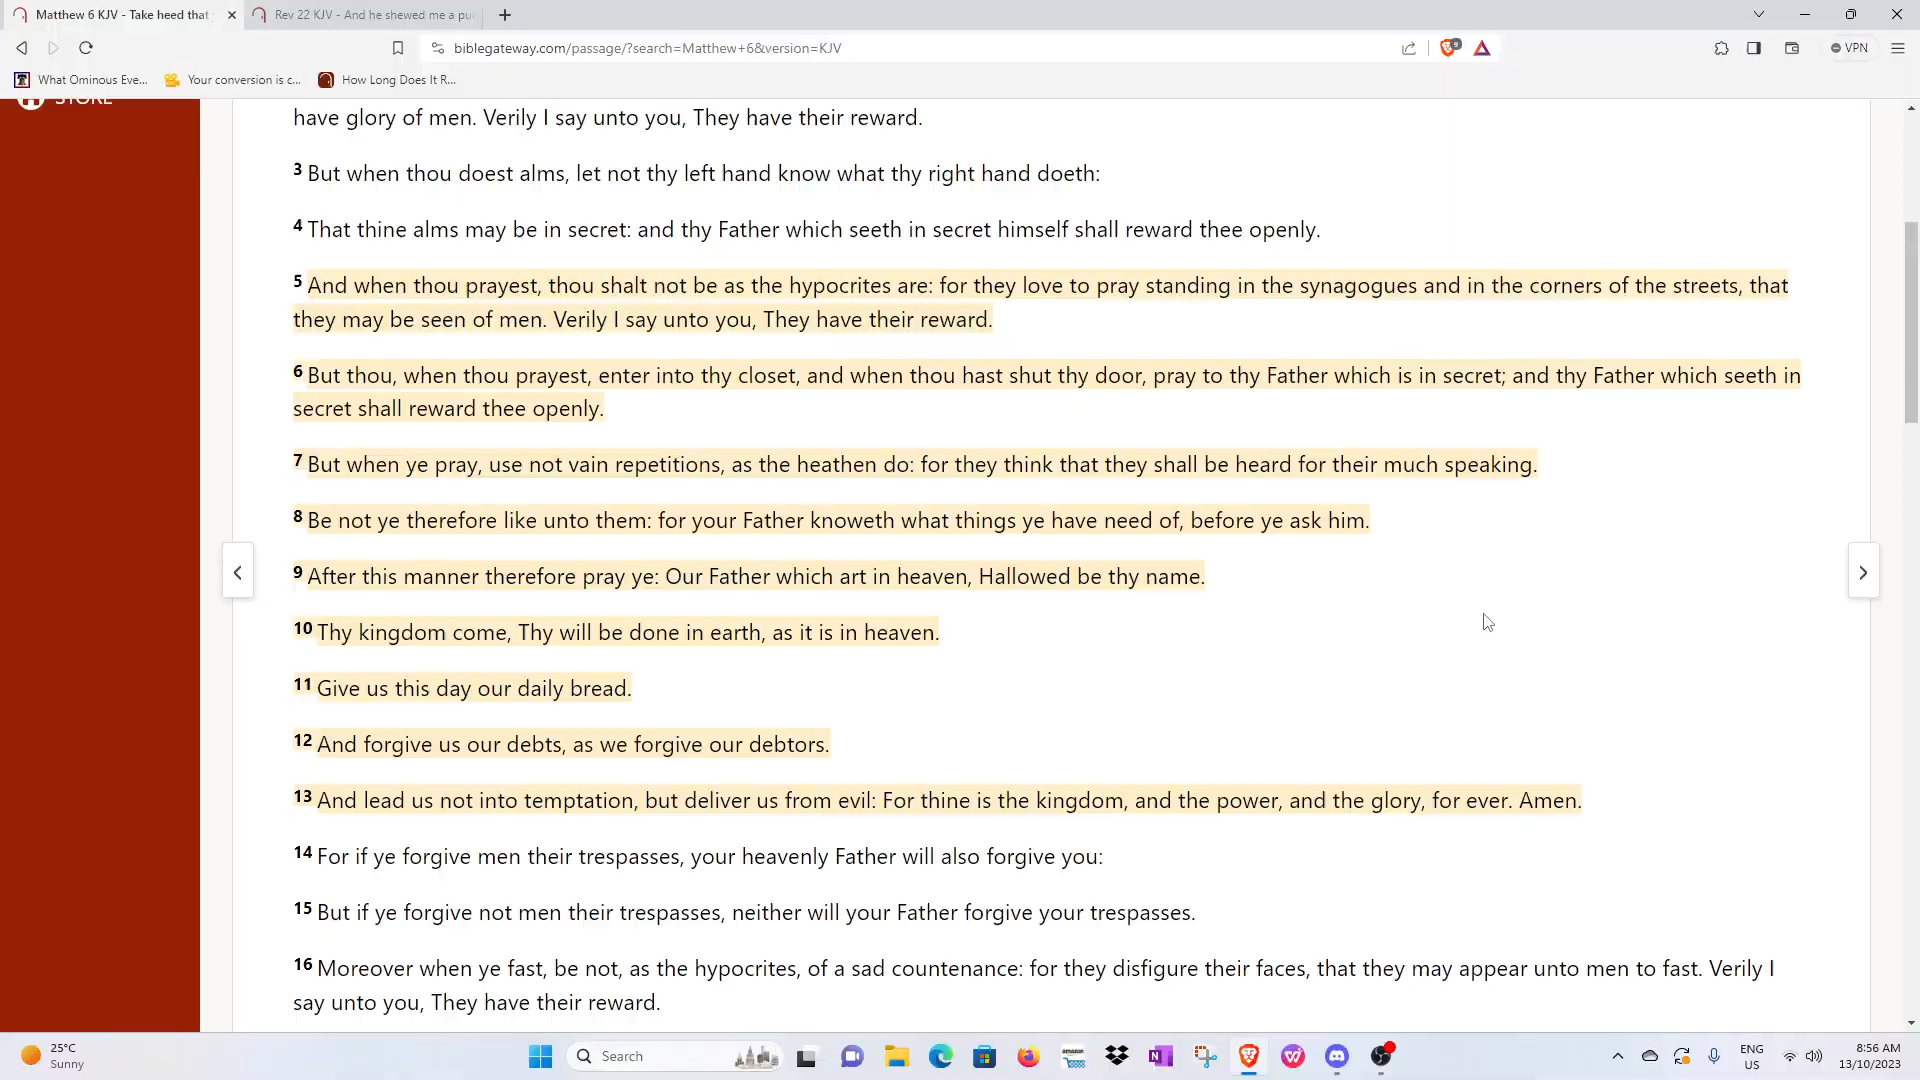 Matthew 6 KJV - Take heed that
Rev 22 KJV - And he shewed me a pu
biblegateway.com/passage/?search=Matthew+6&version=KJV
9
VPN
What Ominous Eve...
Your conversion is c...
How Long Does It R...
STORE
have glory of men. Verily I say unto you, They have their reward.
3 But when thou doest alms, let not thy left hand know what thy right hand doeth:
4 That thine alms may be in secret: and thy Father which seeth in secret himself shall reward thee openly.
5 And when thou prayest, thou shalt not be as the hypocrites are: for they love to pray standing in the synagogues and in the corners of the streets, that
they may be seen of men. Verily I say unto you, They have their reward.
6 But thou, when thou prayest, enter into thy closet, and when thou hast shut thy door, pray to thy Father which is in secret; and thy Father which seeth in
secret shall reward thee openly.
7 But when ye pray, use not vain repetitions, as the heathen do: for they think that they shall be heard for their much speaking.
8 Be not ye therefore like unto them: for your Father knoweth what things ye have need of, before ye ask him.
9 After this manner therefore pray ye: Our Father which art in heaven, Hallowed be thy name.
10 Thy kingdom come, Thy will be done in earth, as it is in heaven.
11 Give us this day our daily bread.
12 And forgive us our debts, as we forgive our debtors.
13 And lead us not into temptation, but deliver us from evil: For thine is the kingdom, and the power, and the glory, for ever. Amen.
14 For if ye forgive men their trespasses, your heavenly Father will also forgive you:
15 But if ye forgive not men their trespasses, neither will your Father forgive your trespasses.
16 Moreover when ye fast, be not, as the hypocrites, of a sad countenance: for they disfigure their faces, that they may appear unto men to fast. Verily I
say unto you, They have their reward.
25°C
Sunny
Search
amazon
ENG
US
8:56 AM
13/10/2023